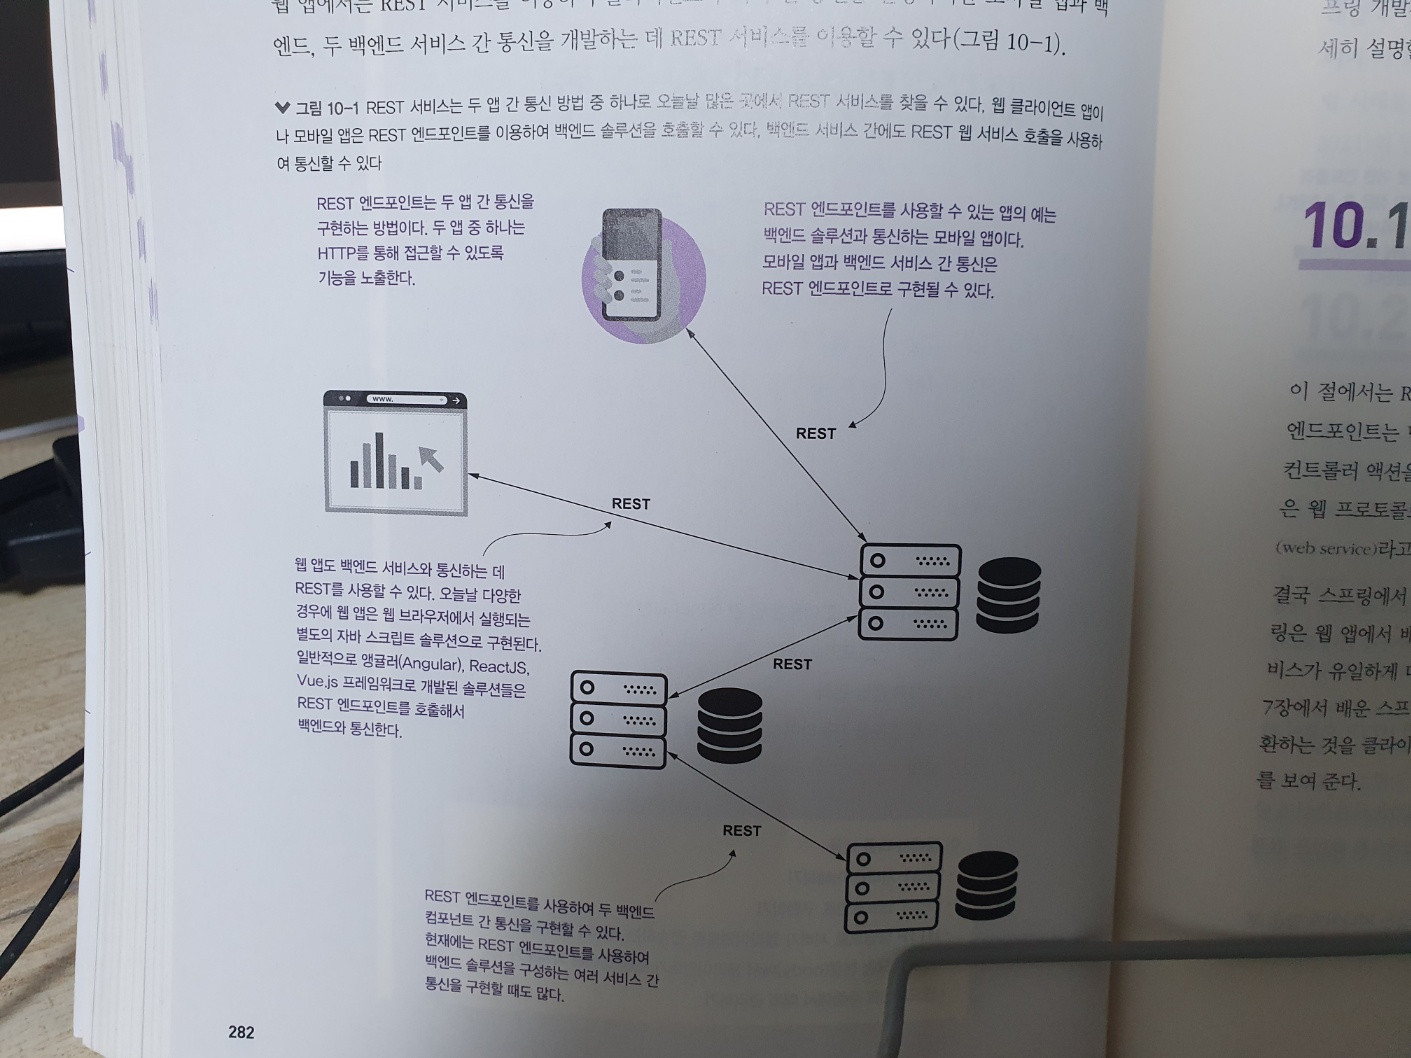 웹 앱에서는 REST
엔드, 두 백엔드 서비스 간 통신을 개발하는 데 REST 서비스를 이용할 수 있다(그림 10-1).
그림 10-1 REST 서비스는 두 앱 간 통신 방법 중 하나로 오늘날 많은 곳에서 REST 서비스를 찾을 수 있다. 웹 클라이언트 앱이
나 모바일 앱은 REST 엔드포인트를 이용하여 백엔드 솔루션을 호출할 수 있다. 백엔드 서비스 간에도 REST 웹 서비스 호출을 사용하
여 통신할 수 있다
REST 엔드포인트는 두 앱 간 통신을
구현하는 방법이다. 두 앱 중 하나는
HTTP를 통해 접근할 수 있도록
기능을 노출한다.
REST 엔드포인트를 사용할 수 있는 앱의 예는
백엔드 솔루션과 통신하는 모바일 앱이다.
모바일 앱과 백엔드 서비스 간 통신은
REST 엔드포인트로 구현될 수 있다.
www.
REST
REST
웹 앱도 백엔드 서비스와 통신하는 데
REST를 사용할 수 있다. 오늘날 다양한
경우에 웹 앱은 웹 브라우저에서 실행되는
별도의 자바 스크립트 솔루션으로 구현된다.
일반적으로 앵귤러(Angular), ReactJS,
Vue.js 프레임워크로 개발된 솔루션들은
REST 엔드포인트를 호출해서
백엔드와 통신한다.
REST
REST
REST 엔드포인트를 사용하여 두 백엔드
컴포넌트 간 통신을 구현할 수 있다.
현재에는 REST 엔드포인트를 사용하여
백엔드 솔루션을 구성하는 여러 서비스 간
통신을 구현할 때도 많다.
282
프링 개발
세히 설명할
10.1
이 절에서는 R
엔드포인트는
컨트롤러 액션을
은 웹 프로토콜
(web service)라고
결국 스프링에서
링은 웹 앱에서
비스가 유일하게
7장에서 배운 스프
환하는 것을 클라이
를 보여 준다.